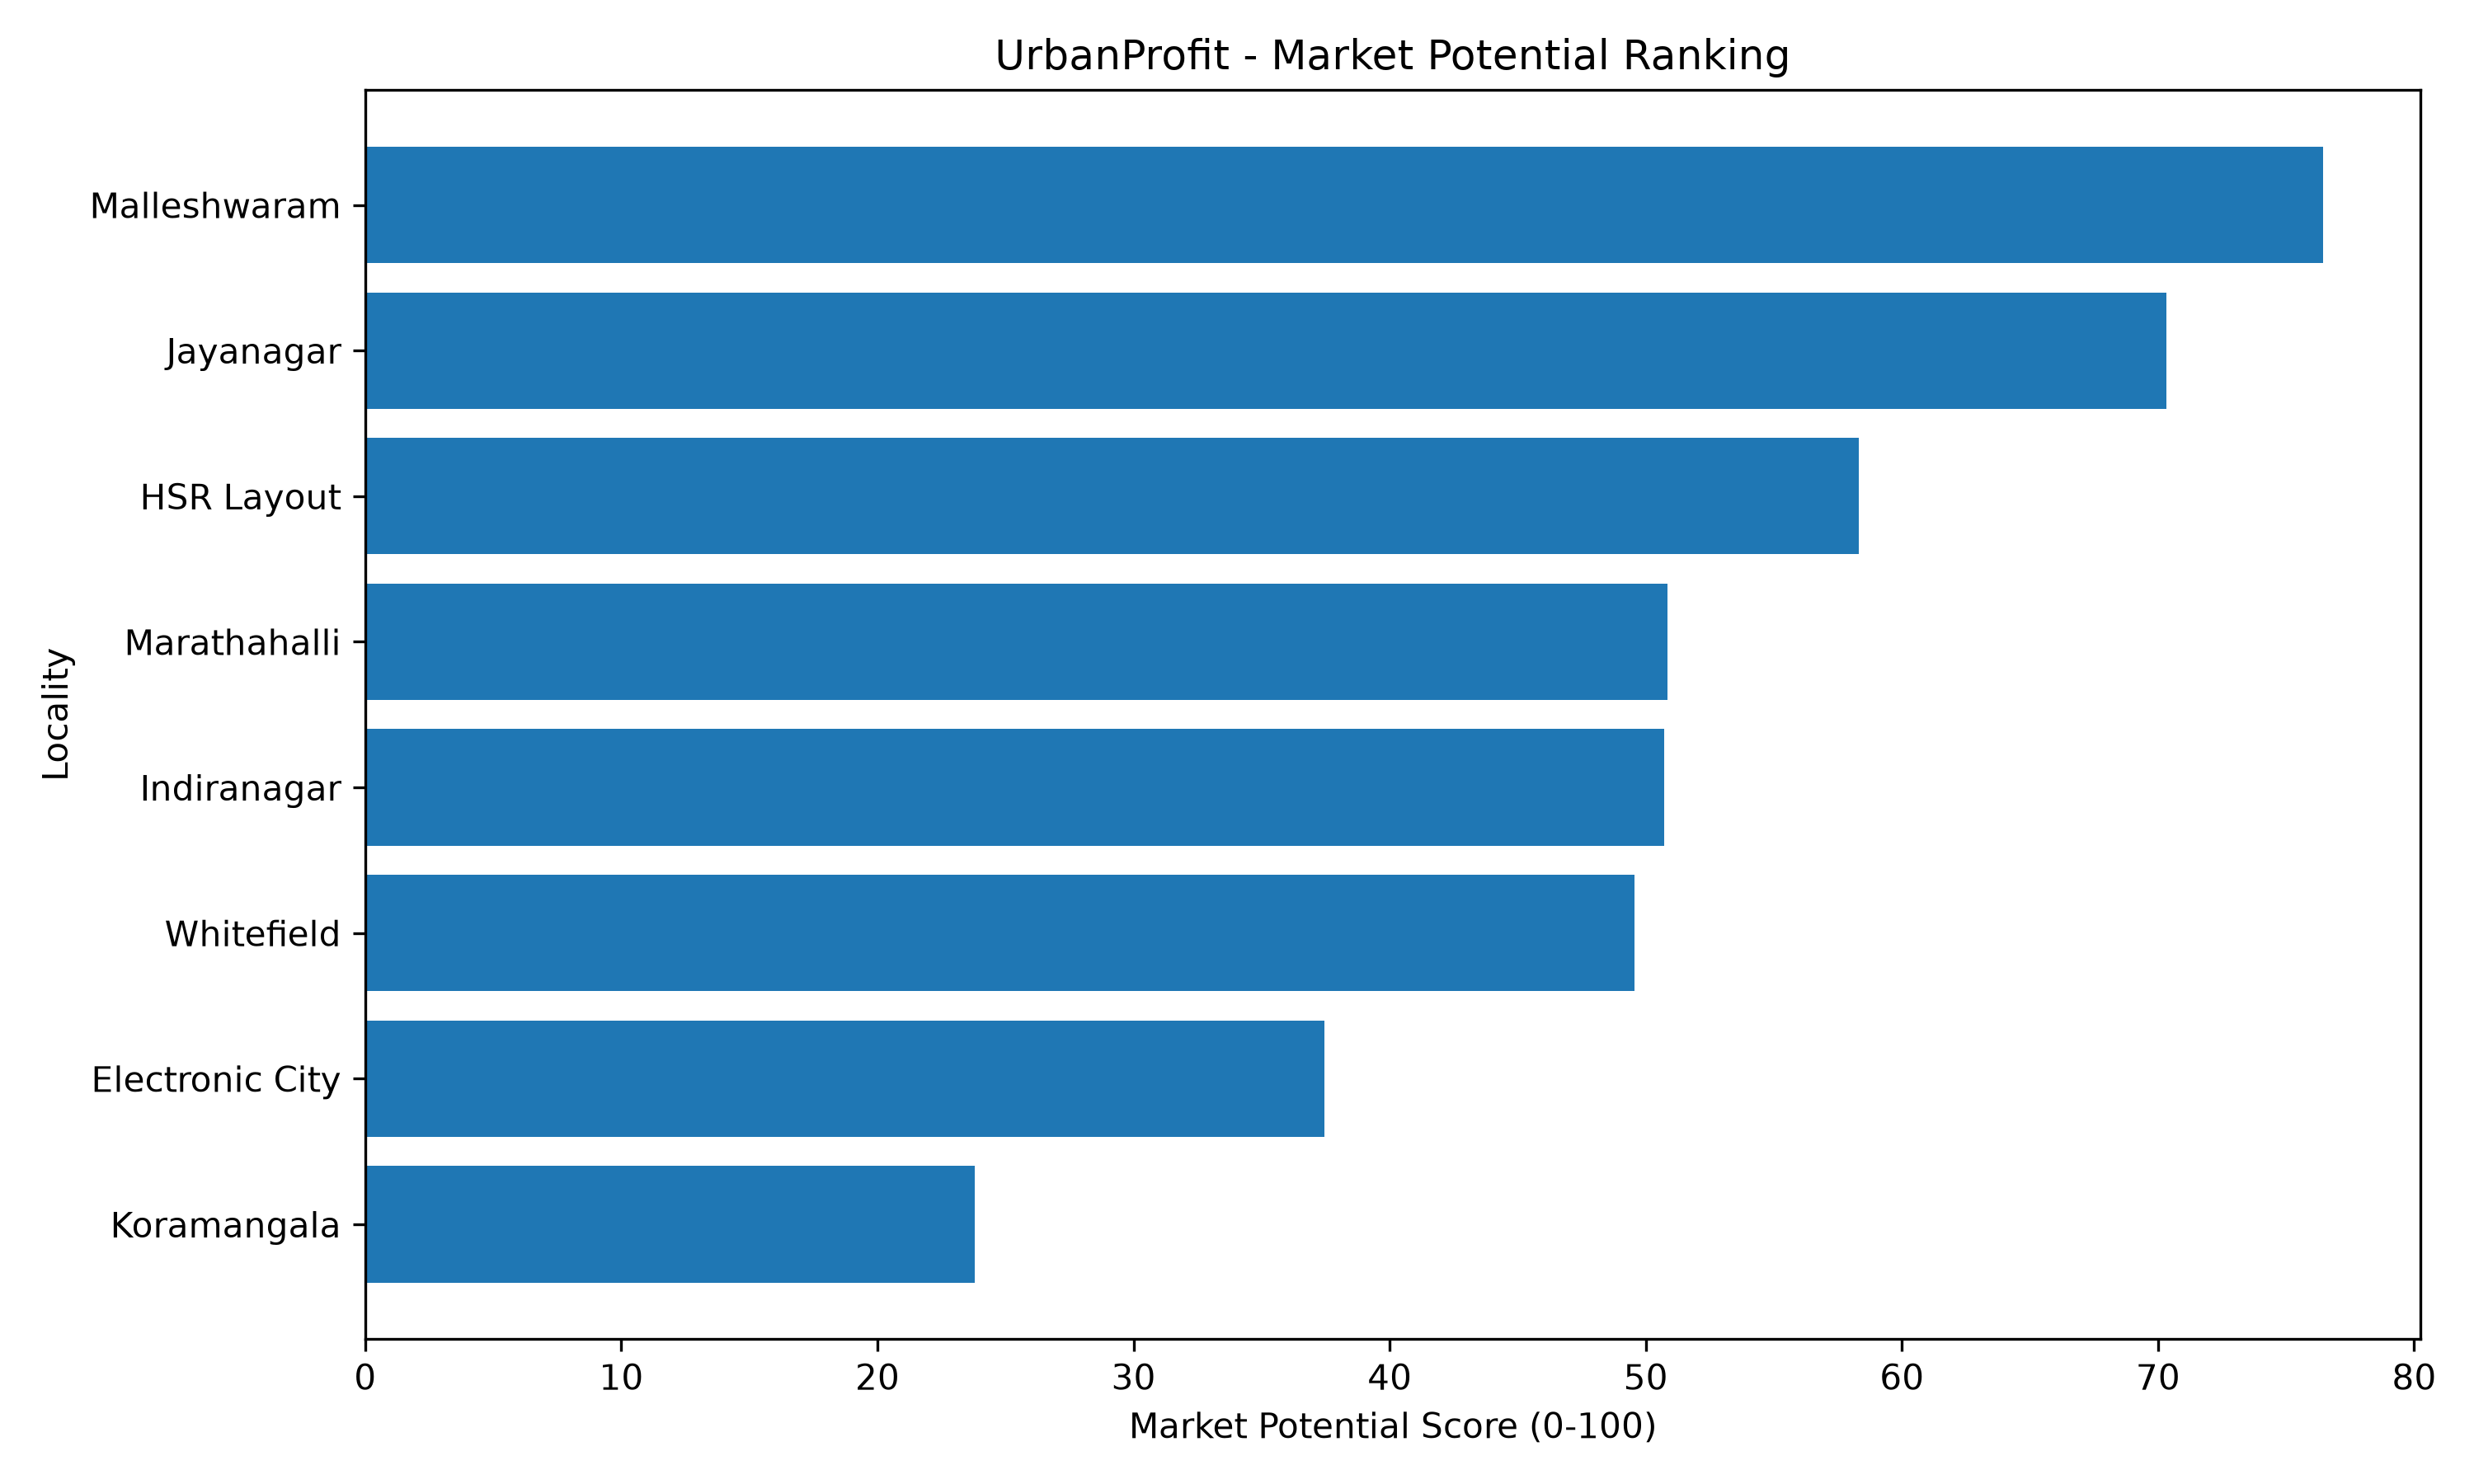 UrbanProfit - Market Potential Ranking
Malleshwaram
Jayanagar
HSR Layout
Marathahalli
Indiranagar
Whitefield
Electronic City
Koramangala
Locality
0 10 20 30 40 50 60 70 80
Market Potential Score (0-100)